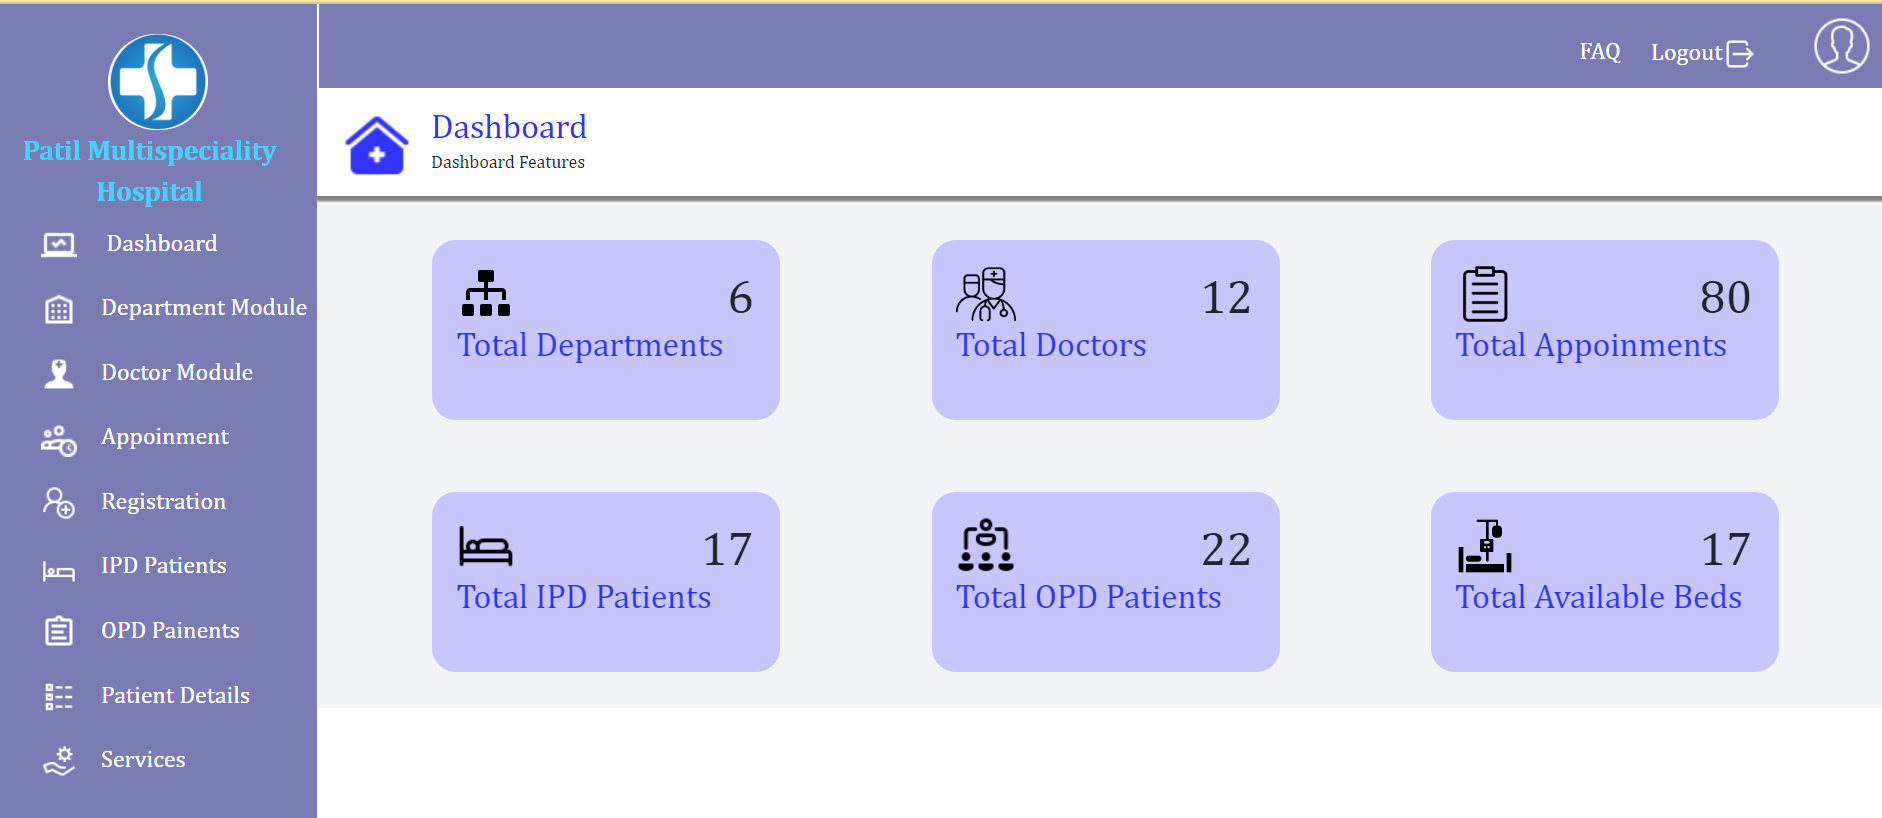 Patil Multispeciality
Hospital
Dashboard
Department Module
Doctor Module
Appoinment
Registration
IPD Patients
OPD Painents
Patient Details
Services
FAQ
Logout
Dashboard
Dashboard Features
6
Total Departments
12
Total Doctors
80
Total Appoinments
17
Total IPD Patients
22
Total OPD Patients
17
Total Available Beds